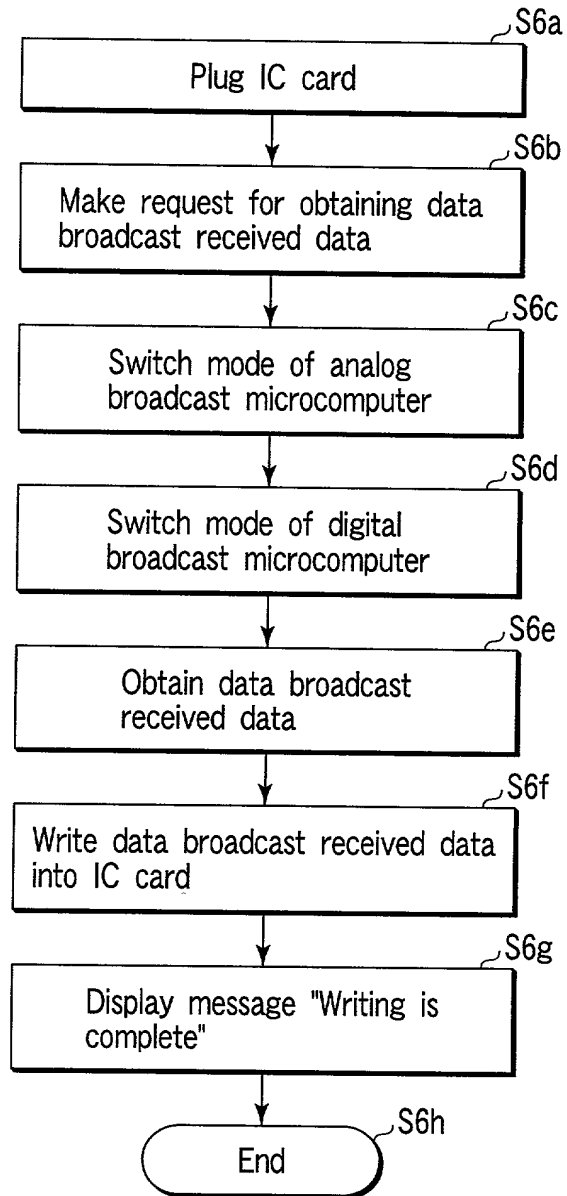 S6a
Plug IC card
S6b
Make request for obtaining data
broadcast received data
S6c
Switch mode of analog
broadcast microcomputer
S6d
Switch mode of digital
broadcast microcomputer
S6e
Obtain data broadcast
received data
S6f
Write data broadcast received data
into IC card
S6g
Display message "Writing is
complete"
S6h
End